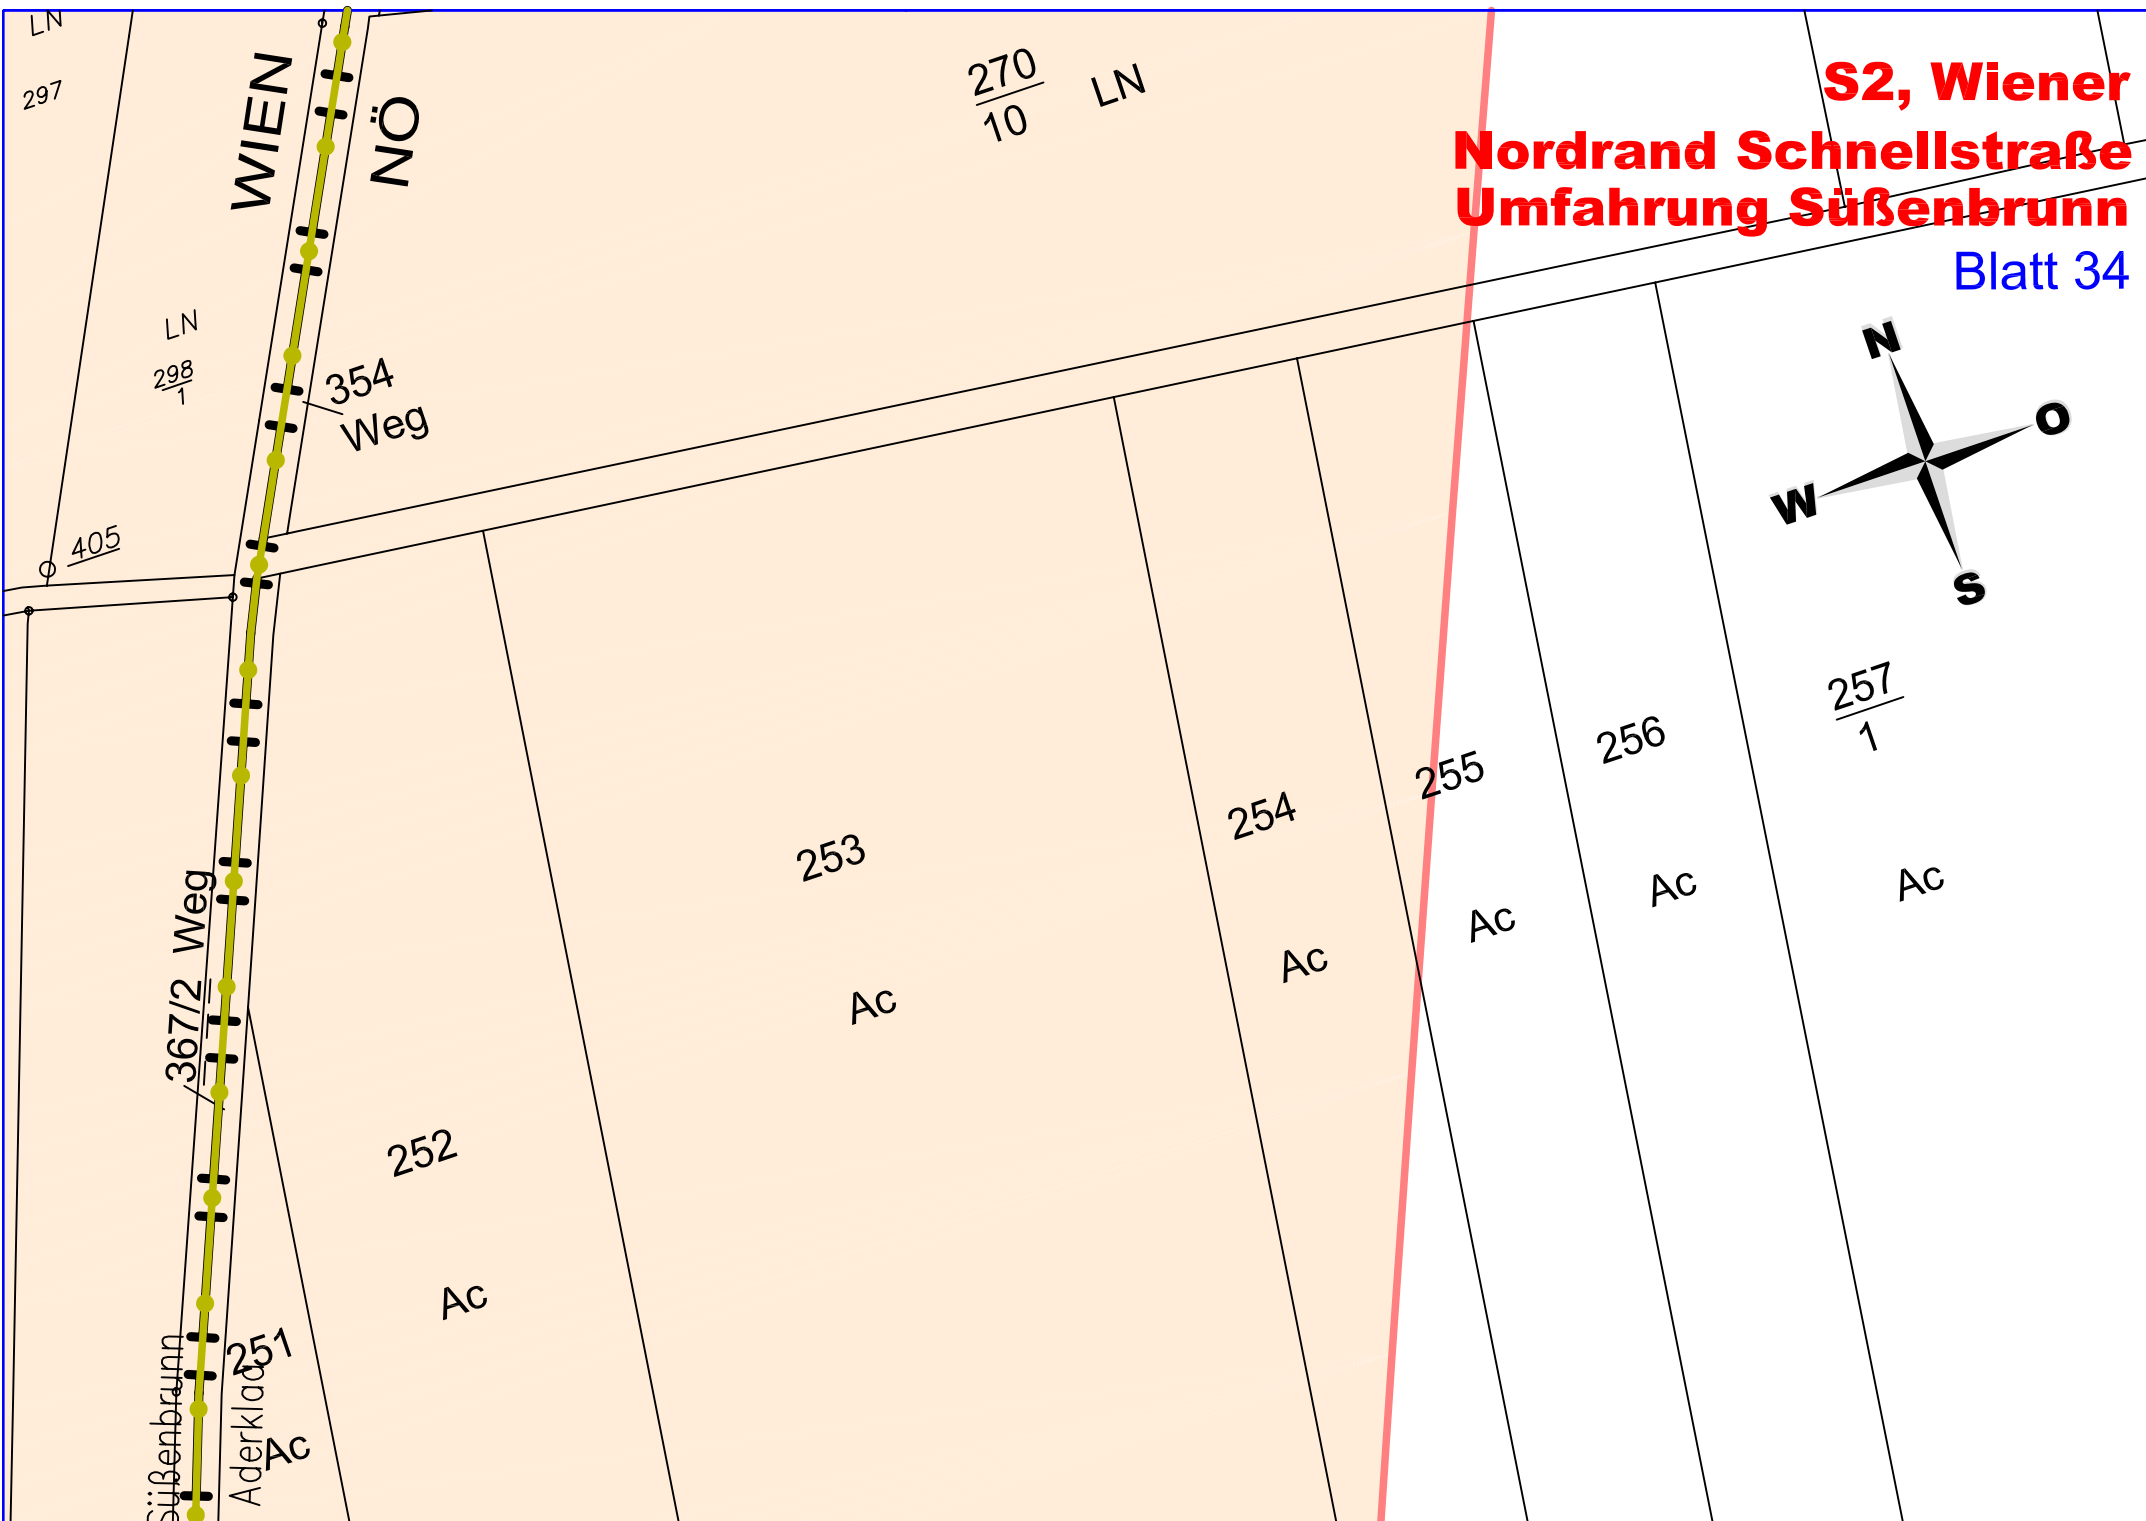 S2, Wiener
Nordrand Schnellstraße
Umfahrung Süßenbrunn
Blatt 34
LN
297
WIEN
NÖ
270
10
LN
LN
298
1
354
Weg
405
N
O
W
S
257
1
Ac
256
Ac
255
Ac
254
Ac
253
Ac
252
Ac
251
Ac
367/2 Weg
Süßenbrunn